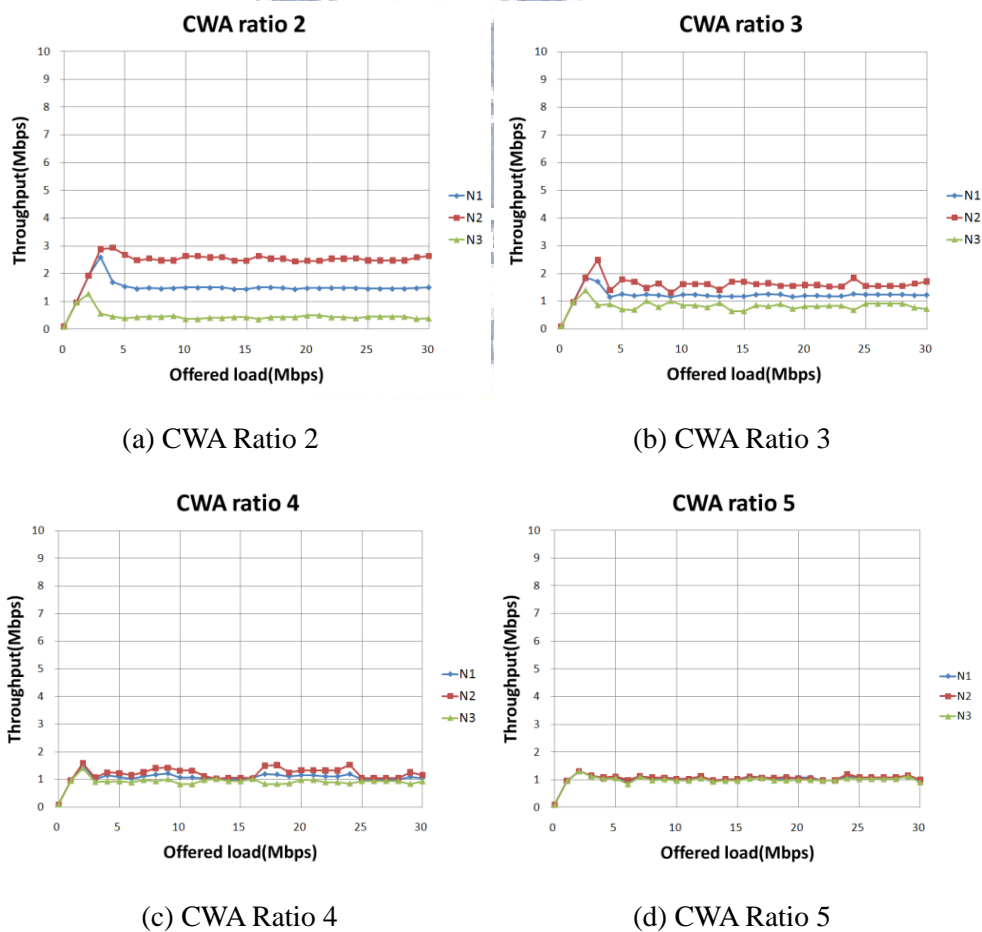 CWA ratio 2
10
9
8
7
6
5
4
3
2
1
0
Throughput(Mbps)
0 5 10 15 20 25 30
Offered load(Mbps)
N1
N2
N3
(a) CWA Ratio 2
CWA ratio 3
10
9
8
7
6
5
4
3
2
1
0
Throughput(Mbps)
0 5 10 15 20 25 30
Offered load(Mbps)
N1
N2
N3
(b) CWA Ratio 3
CWA ratio 4
10
9
8
7
6
5
4
3
2
1
0
Throughput(Mbps)
0 5 10 15 20 25 30
Offered load(Mbps)
N1
N2
N3
(c) CWA Ratio 4
CWA ratio 5
10
9
8
7
6
5
4
3
2
1
0
Throughput(Mbps)
0 5 10 15 20 25 30
Offered load(Mbps)
N1
N2
N3
(d) CWA Ratio 5